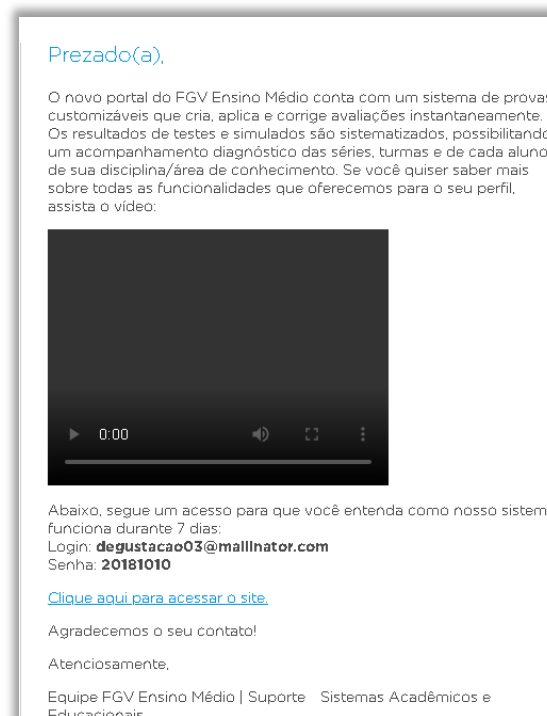 Prezado(a),
O novo portal do FGV Ensino Médio conta com um sistema de provas
customizáveis que cria, aplica e corrige avaliações instantaneamente.
Os resultados de testes e simulados são sistematizados, possibilitando
um acompanhamento diagnóstico das séries, turmas e de cada aluno
de sua disciplina/área de conhecimento. Se você quiser saber mais
sobre todas as funcionalidades que oferecemos para o seu perfil,
assista o vídeo:
0:00
Abaixo, segue um acesso para que você entenda como nosso sistem
funciona durante 7 dias:
Login: degustacao03@mailinator.com
Senha: 20181010
Clique aqui para acessar o site.
Agradecemos o seu contato!
Atenciosamente,
Equipe FGV Ensino Médio | Suporte Sistemas Acadêmicos e
Educacionais